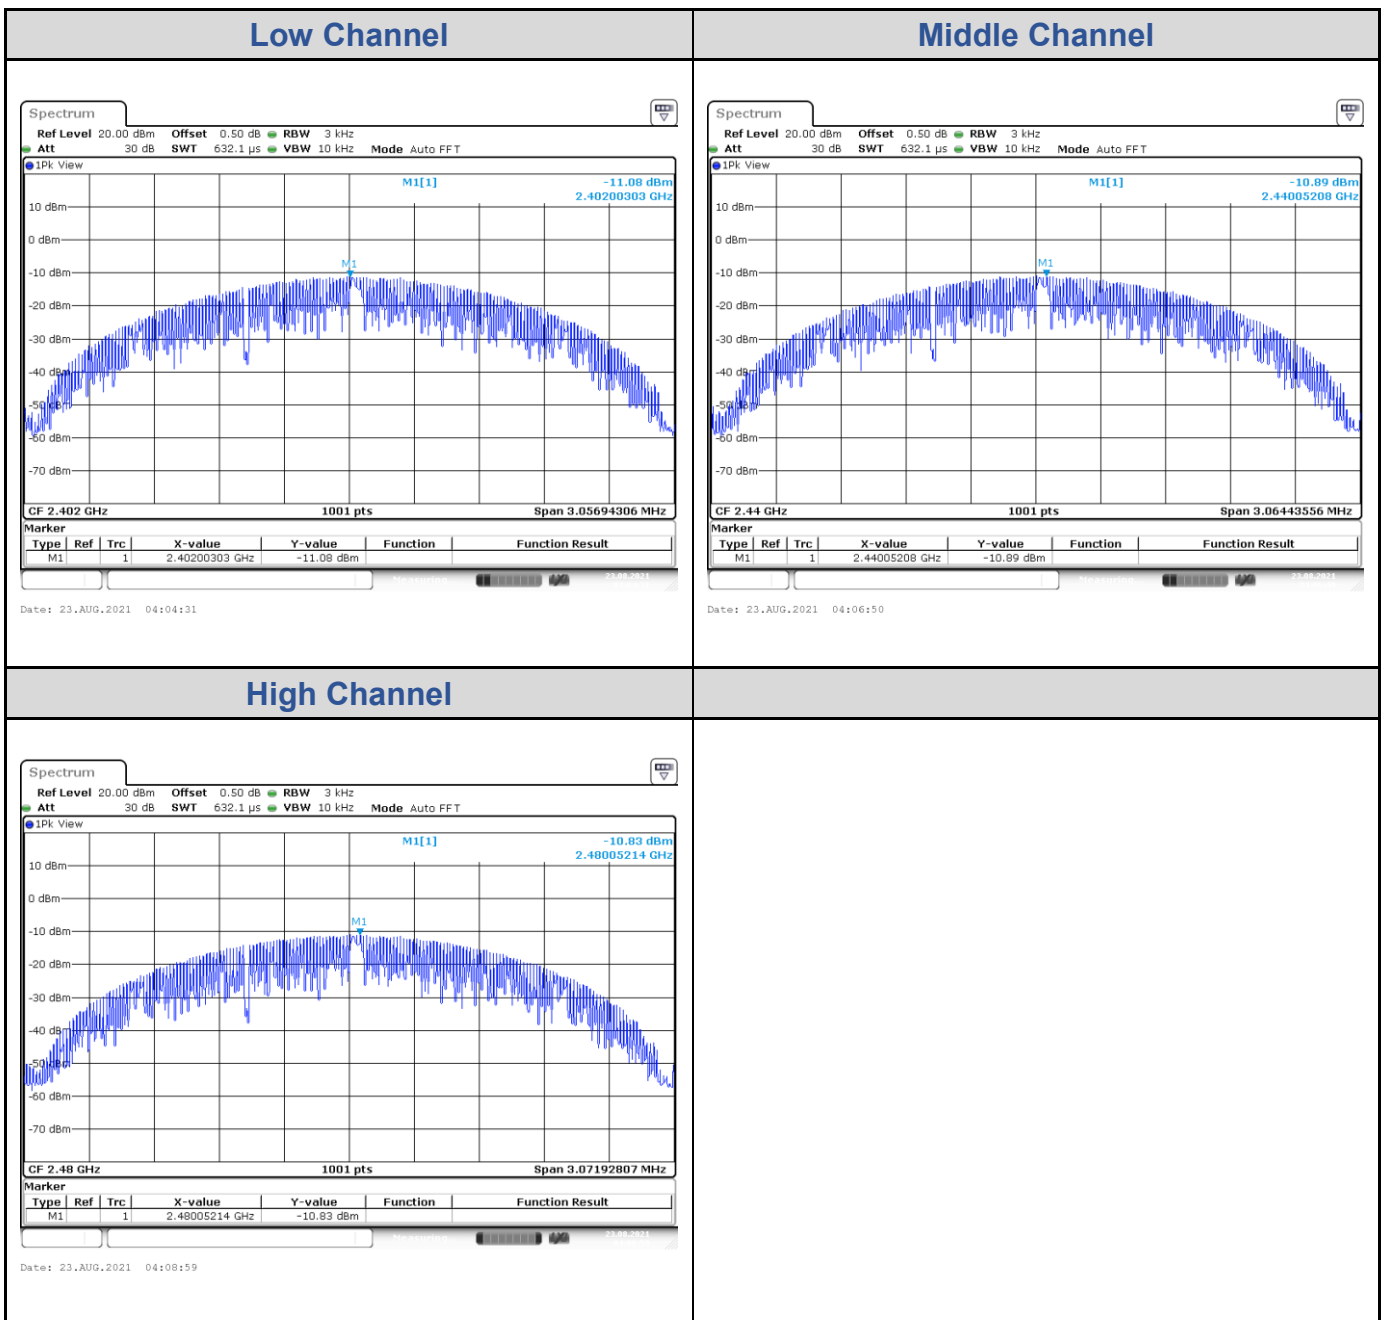 Low Channel
Middle Channel
Spectrum
Ref Level 20.00 dBm Offset 0.50 dB RBW 3 kHz
Att 30 dB SWT 632.1 µs VBW 10 kHz Mode Auto FFT
1Pk View
M1[1] -11.08 dBm
2.40200303 GHz
10 dBm
0 dBm
M1
-10 dBm
-20 dBm
-30 dBm
-40 dBm
-50 dBm
-60 dBm
-70 dBm
CF 2.402 GHz 1001 pts Span 3.05694306 MHz
Marker
Type Ref Trc X-value Y-value Function Function Result
M1 1 2.40200303 GHz -11.08 dBm
Measuring 23.08.2021
Date: 23.AUG.2021 04:04:31
Spectrum
Ref Level 20.00 dBm Offset 0.50 dB RBW 3 kHz
Att 30 dB SWT 632.1 µs VBW 10 kHz Mode Auto FFT
1Pk View
M1[1] -10.89 dBm
2.44005208 GHz
10 dBm
0 dBm
M1
-10 dBm
-20 dBm
-30 dBm
-40 dBm
-50 dBm
-60 dBm
-70 dBm
CF 2.44 GHz 1001 pts Span 3.06443556 MHz
Marker
Type Ref Trc X-value Y-value Function Function Result
M1 1 2.44005208 GHz -10.89 dBm
Measuring 23.08.2021
Date: 23.AUG.2021 04:06:50
High Channel
Spectrum
Ref Level 20.00 dBm Offset 0.50 dB RBW 3 kHz
Att 30 dB SWT 632.1 µs VBW 10 kHz Mode Auto FFT
1Pk View
M1[1] -10.83 dBm
2.48005214 GHz
10 dBm
0 dBm
M1
-10 dBm
-20 dBm
-30 dBm
-40 dBm
-50 dBm
-60 dBm
-70 dBm
CF 2.48 GHz 1001 pts Span 3.07192807 MHz
Marker
Type Ref Trc X-value Y-value Function Function Result
M1 1 2.48005214 GHz -10.83 dBm
Measuring 23.08.2021
Date: 23.AUG.2021 04:08:59